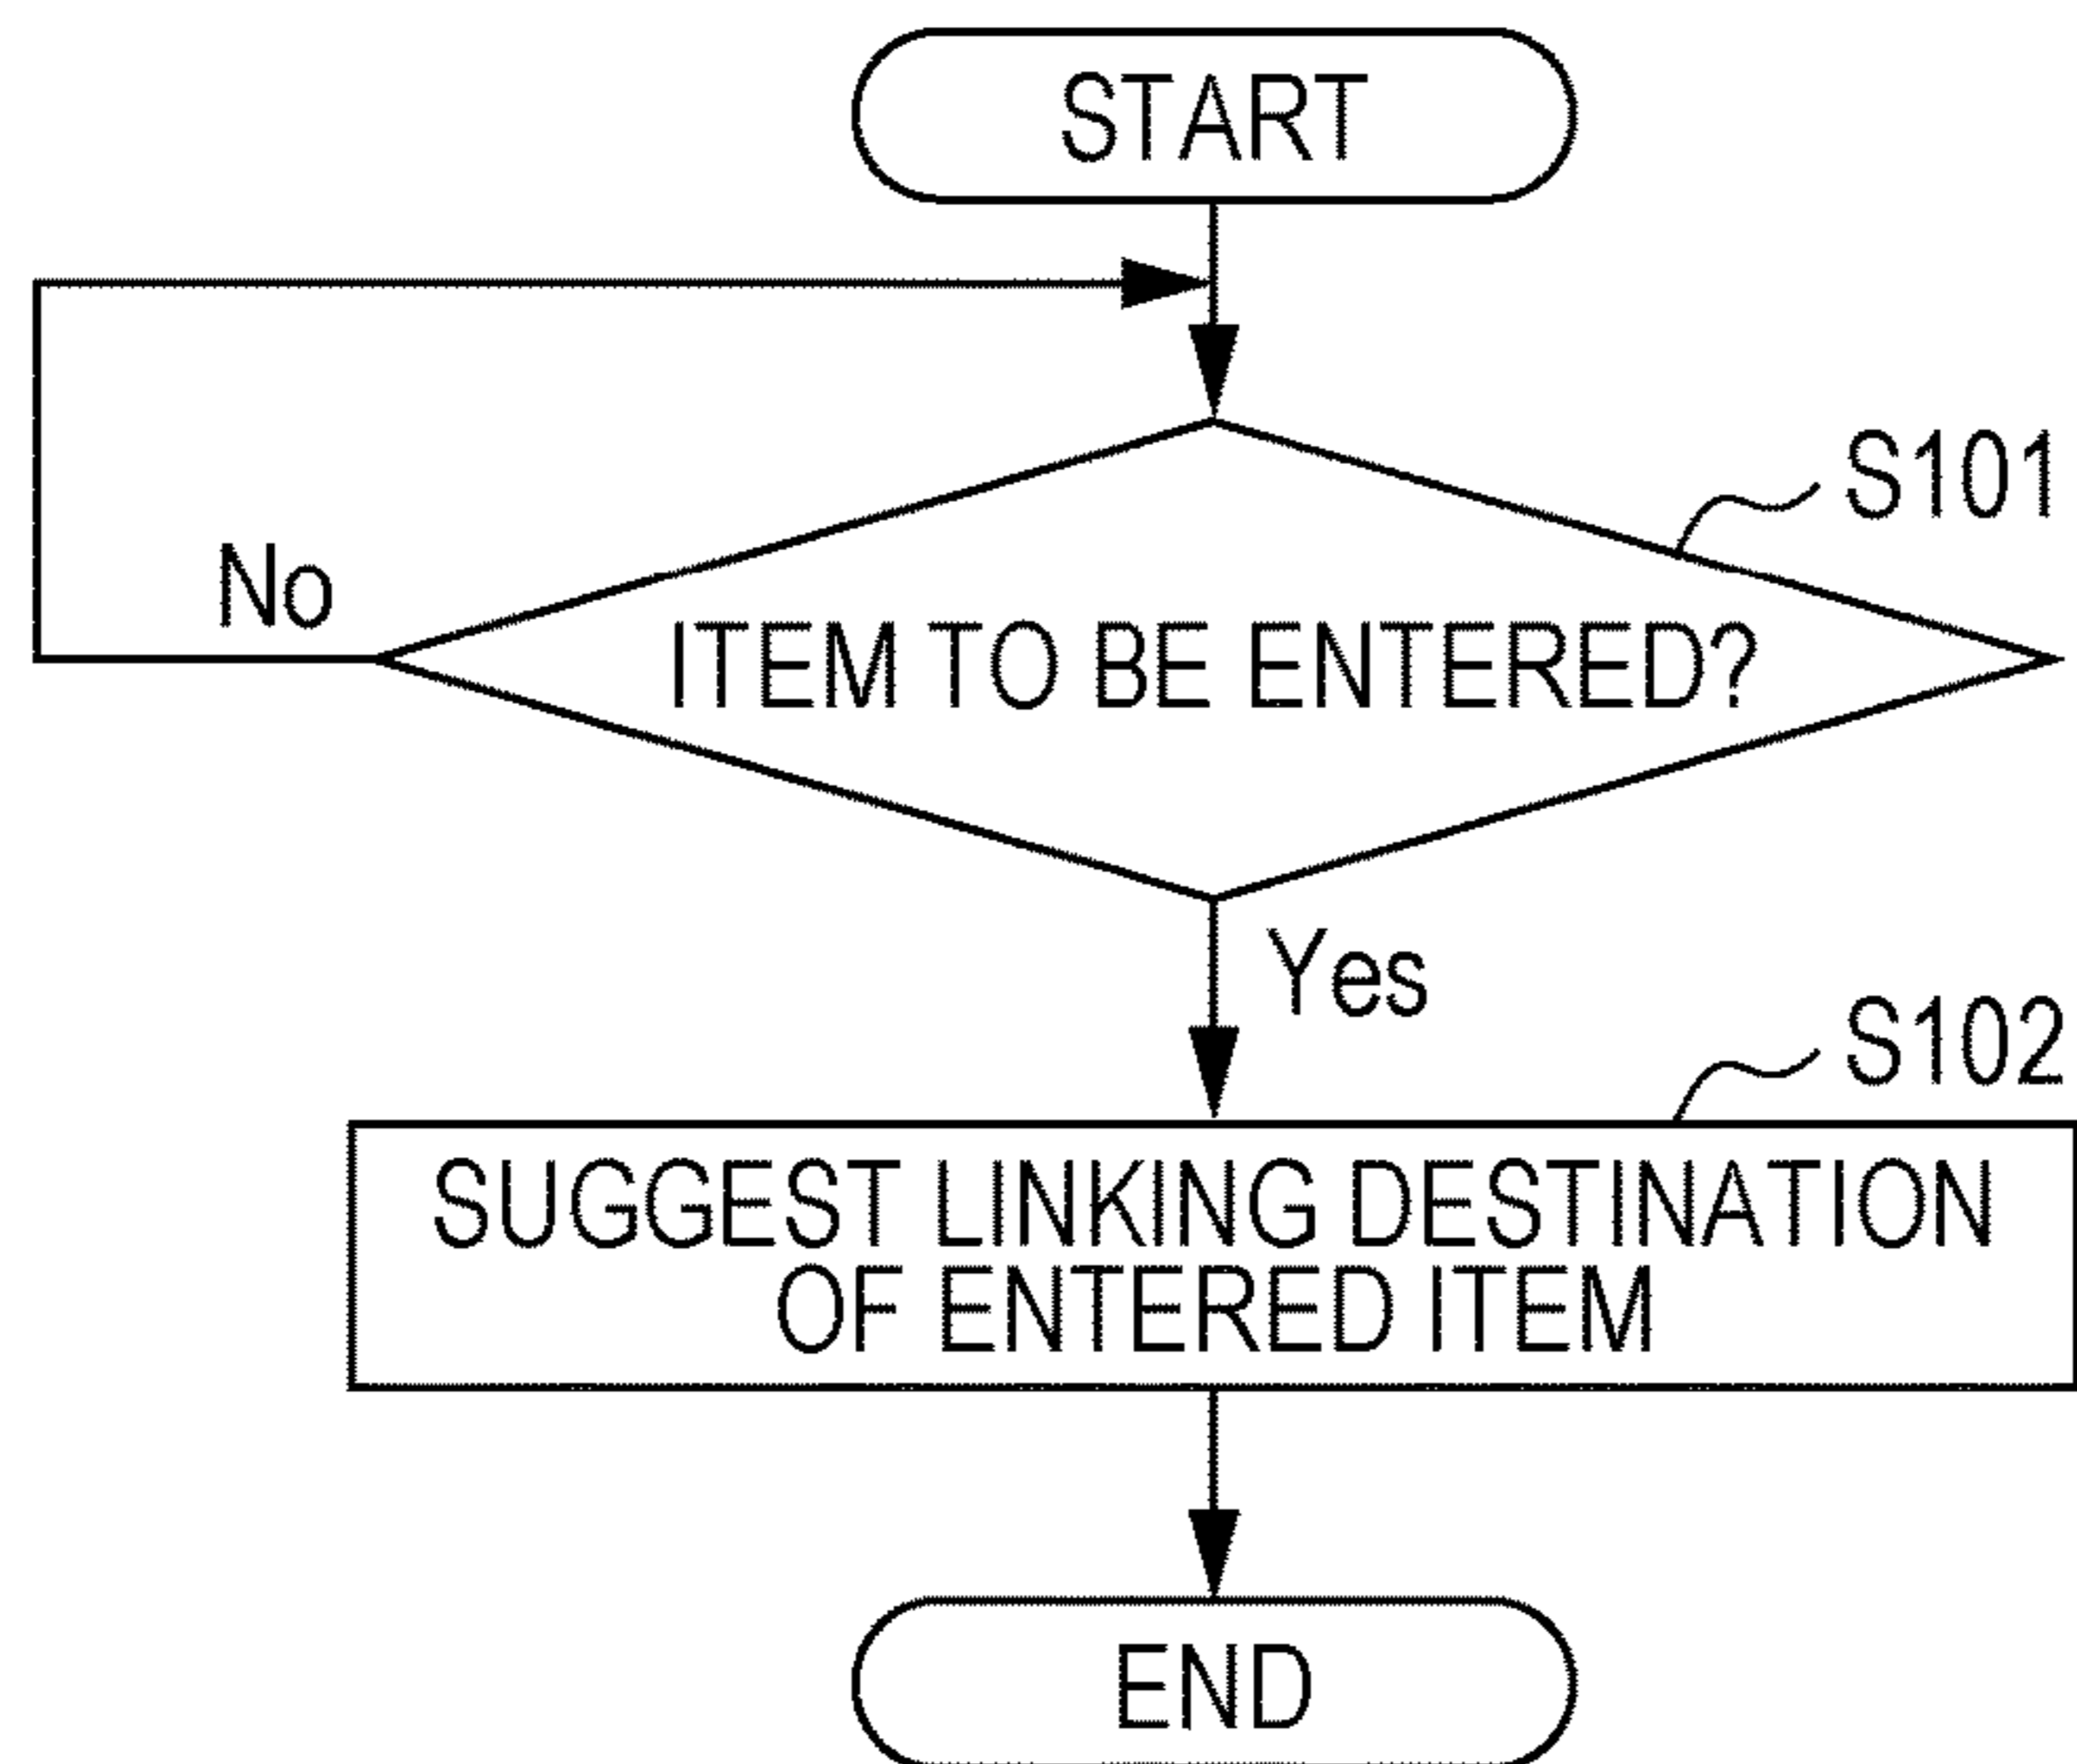 START
S101
No
ITEM TO BE ENTERED?
Yes
S102
SUGGEST LINKING DESTINATION
OF ENTERED ITEM
END